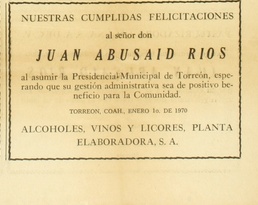 NUESTRAS CUMPLIDAS FELICITACIONES
al señor don
JUAN ABUSAID RIOS
al asumir la Presidencia Municipal de Torreón, espe-
rando que su gestión administrativa sea de positivo be-
neficio para la Comunidad.
TORREON, COAH., ENERO 1o. DE 1970
ALCOHOLES, VINOS Y LICORES, PLANTA
ELABORADORA, S. A.